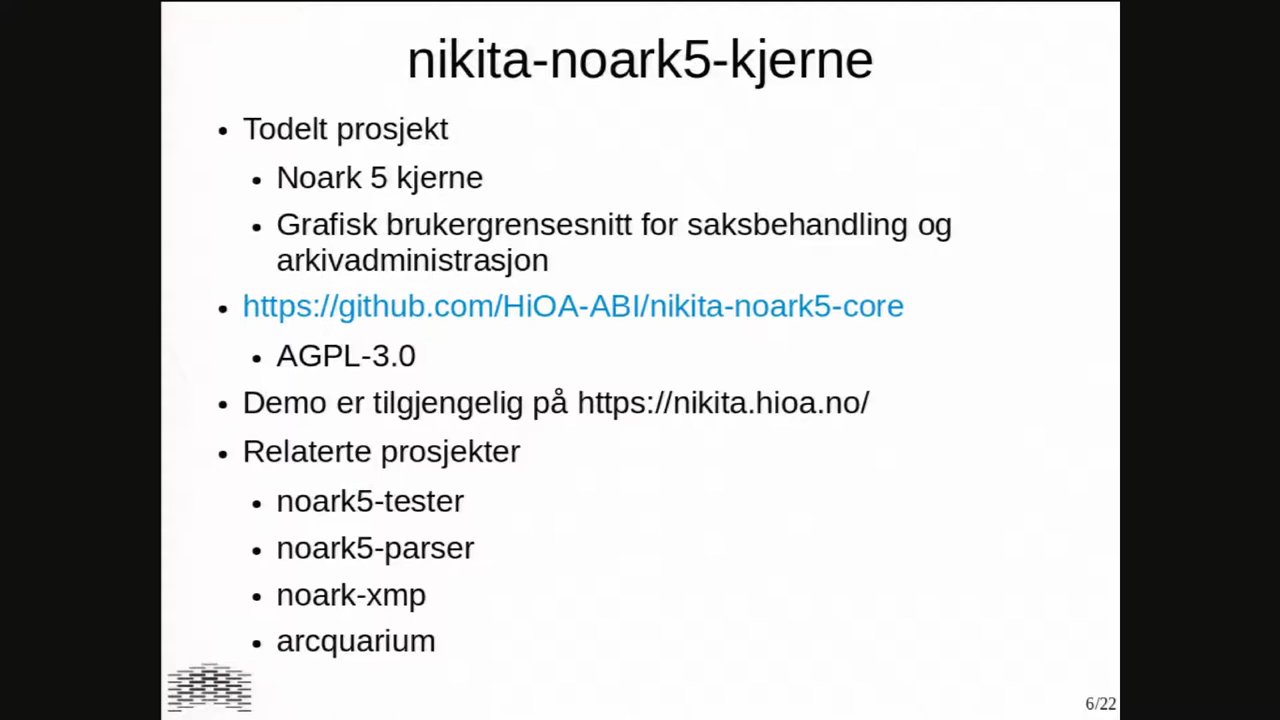 nikita-noark5-kjerne
• Todelt prosjekt
• Noark 5 kjerne
• Grafisk brukergrensesnitt for saksbehandling og
arkivadministrasjon
• https://github.com/HiOA-ABI/nikita-noark5-core
• AGPL-3.0
• Demo er tilgjengelig på https://nikita.hioa.no/
• Relaterte prosjekter
• noark5-tester
• noark5-parser
• noark-xmp
• arcquarium
6/22